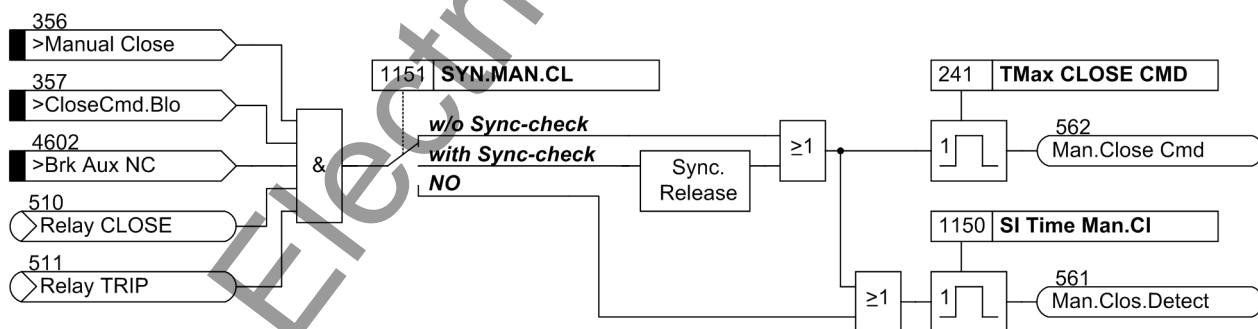 356
>Manual Close
357
>CloseCmd.Blo
4602
>Brk Aux NC
510
Relay CLOSE
511
Relay TRIP
&
1151 SYN.MAN.CL
w/o Sync-check
with Sync-check
NO
Sync.
Release
≥1
241 TMax CLOSE CMD
1
562
Man.Close Cmd
1150 SI Time Man.Cl
≥1
1
561
Man.Clos.Detect
Electri